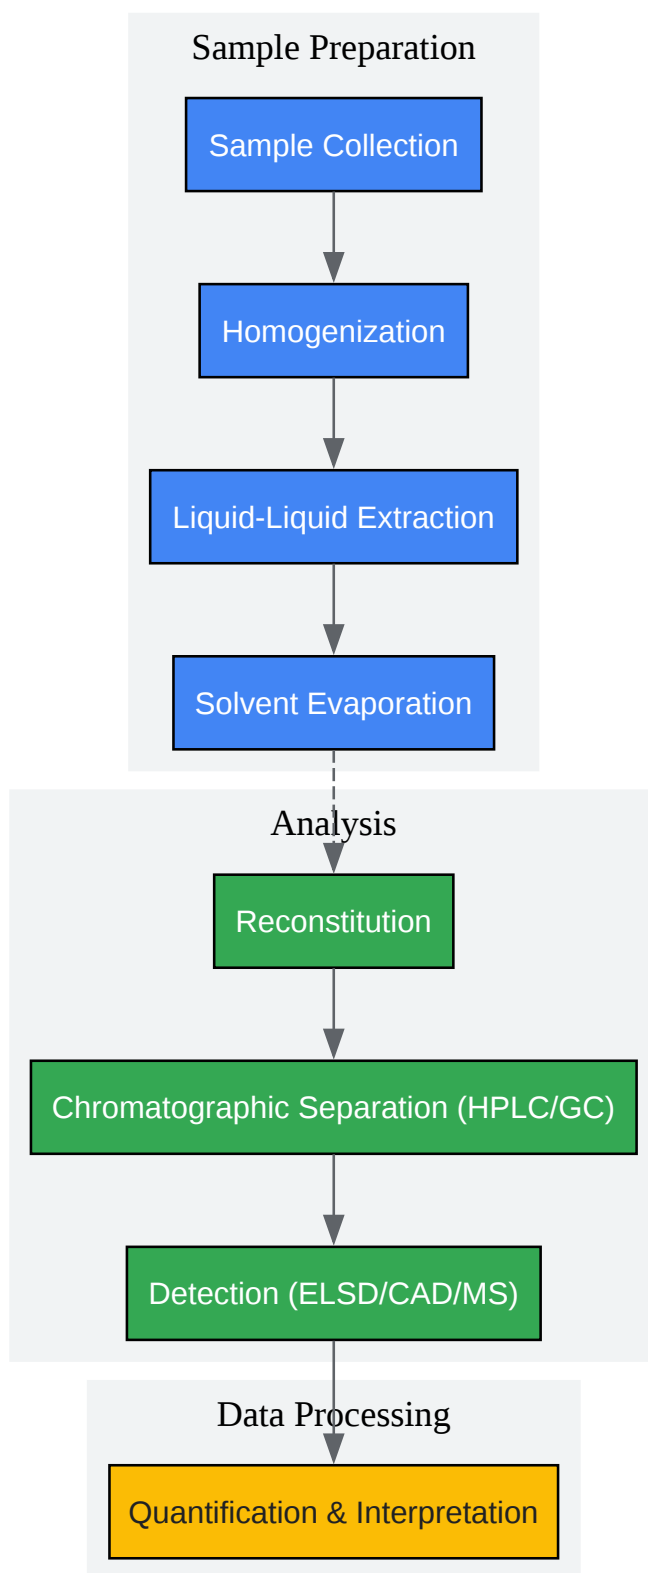 Sample Preparation
Sample Collection
Homogenization
Liquid-Liquid Extraction
Solvent Evaporation
Analysis
Reconstitution
Chromatographic Separation (HPLC/GC)
Detection (ELSD/CAD/MS)
Data Processing
Quantification & Interpretation